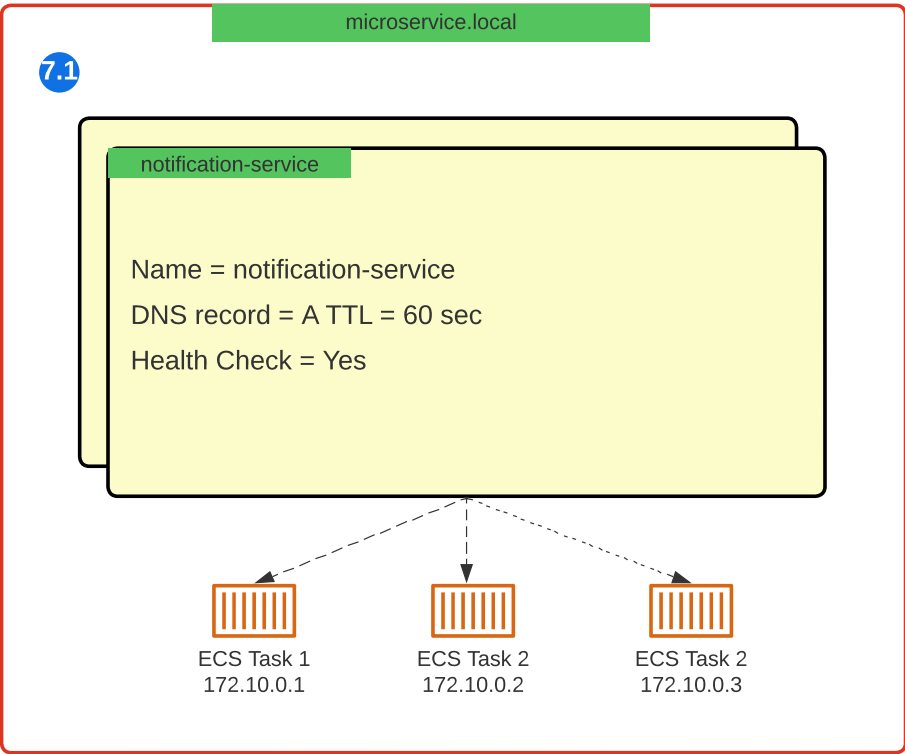 microservice.local
7.1
notification-service
Name = notification-service
DNS record = A TTL = 60 sec
Health Check = Yes
ECS Task 1
172.10.0.1
ECS Task 2
172.10.0.2
ECS Task 2
172.10.0.3